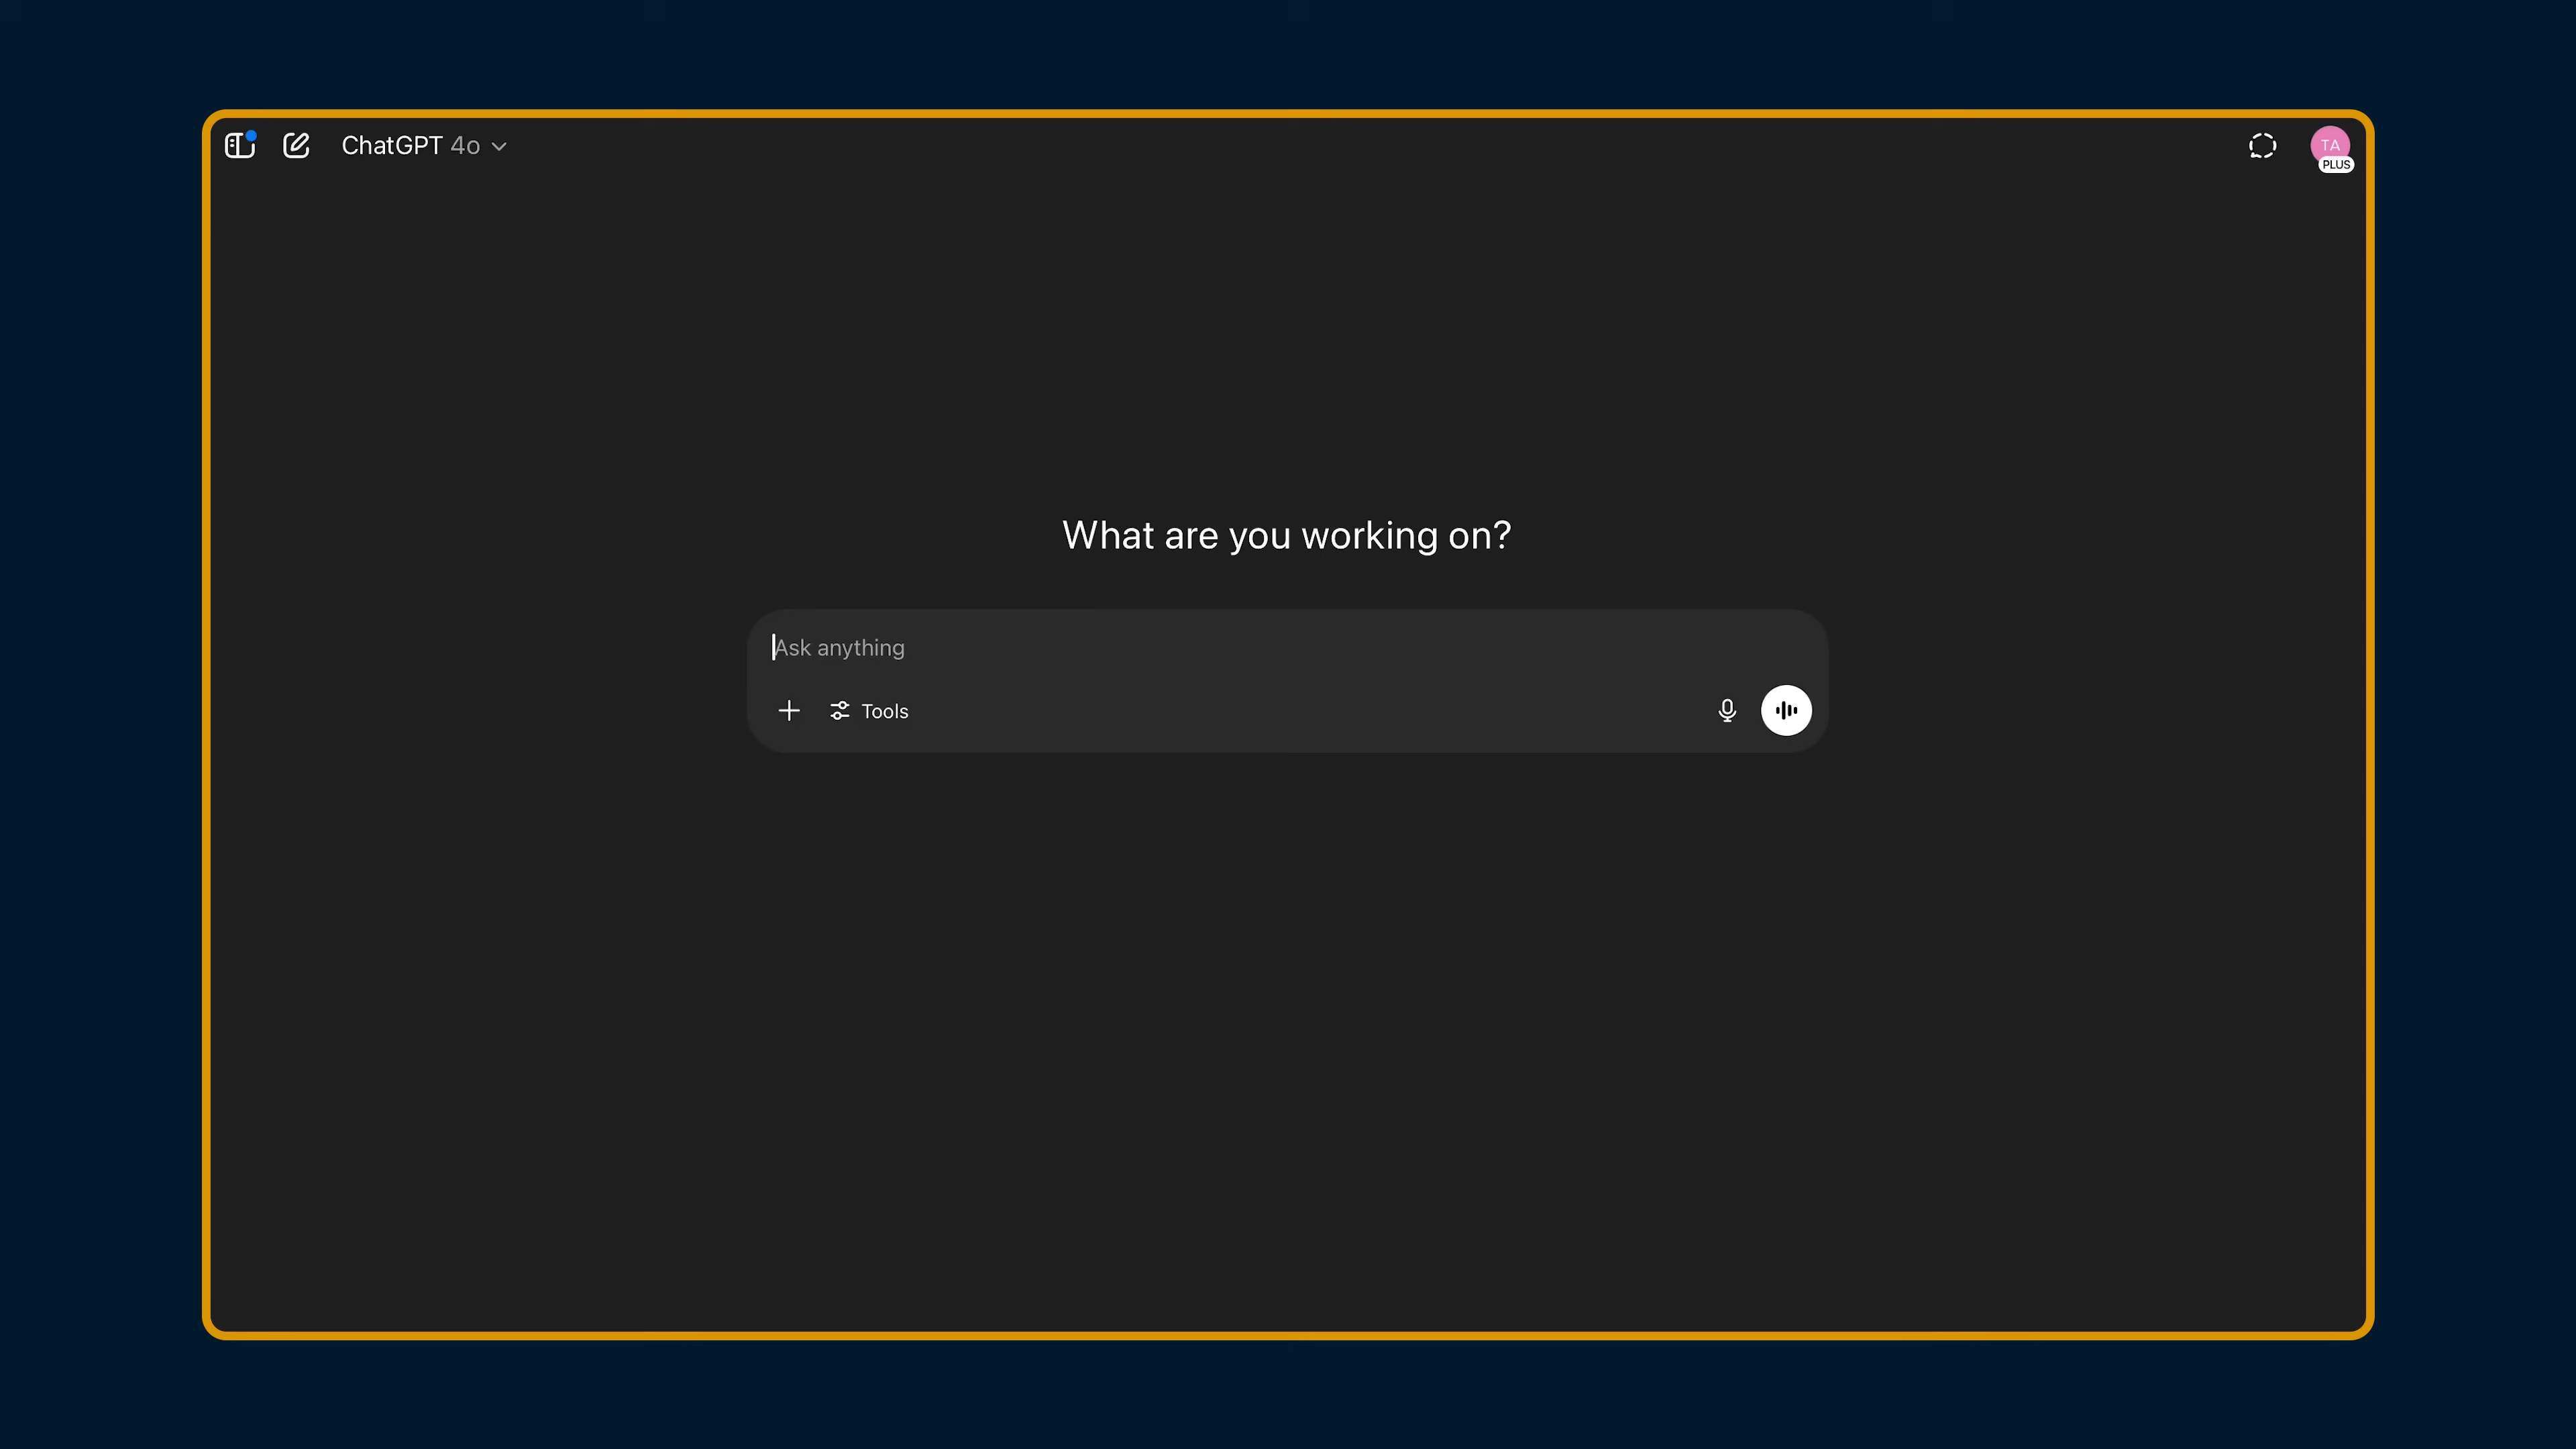 ChatGPT 4o
TA
PLUS
What are you working on?
Ask anything
Tools